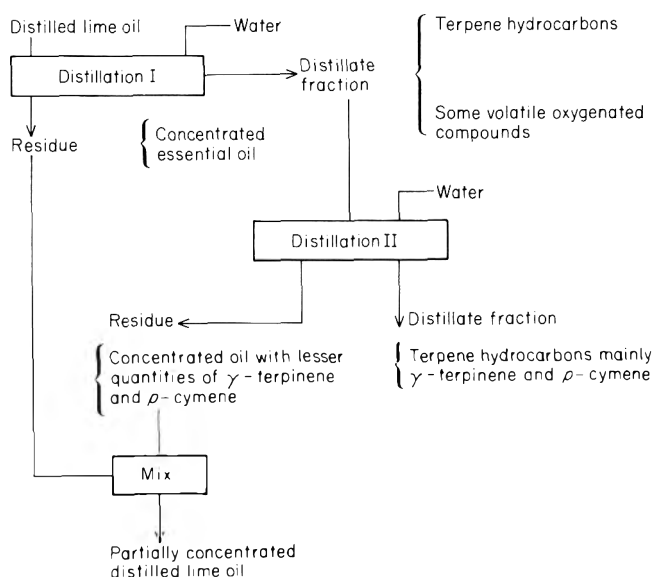 Distilled lime oil
Water
Distillation I
Distillate
fraction
Terpene hydrocarbons
Some volatile oxygenated
compounds
Residue
Concentrated
essential oil
Water
Distillation II
Residue
Distillate fraction
Concentrated oil with lesser
quantities of γ-terpinene
and ρ-cymene
Terpene hydrocarbons mainly
γ-terpinene and ρ-cymene
Mix
Partially concentrated
distilled lime oil